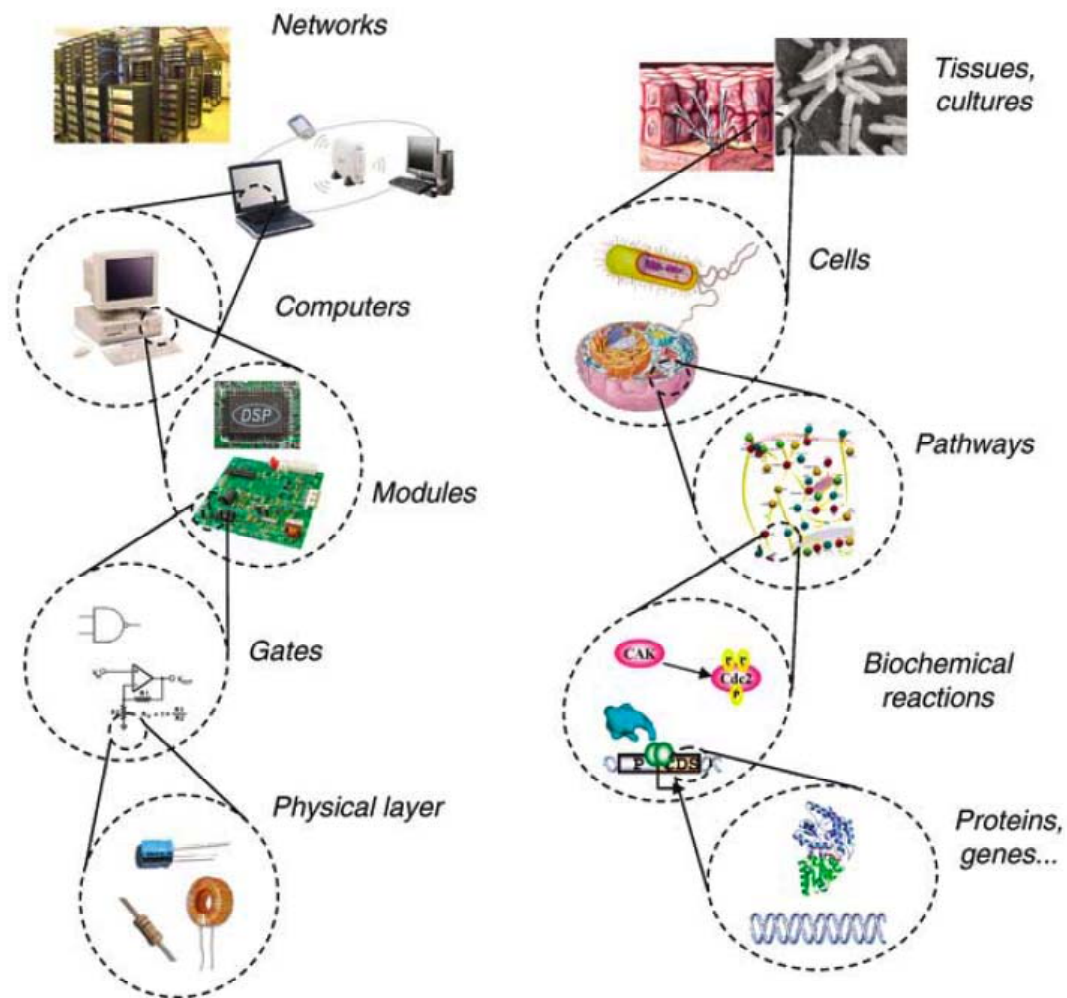 Networks
Computers
DSP
Modules
Gates
Physical layer
Tissues,
cultures
Cells
Pathways
CAK
P P
Cdc2
P
Biochemical
reactions
P CDS
Proteins,
genes...